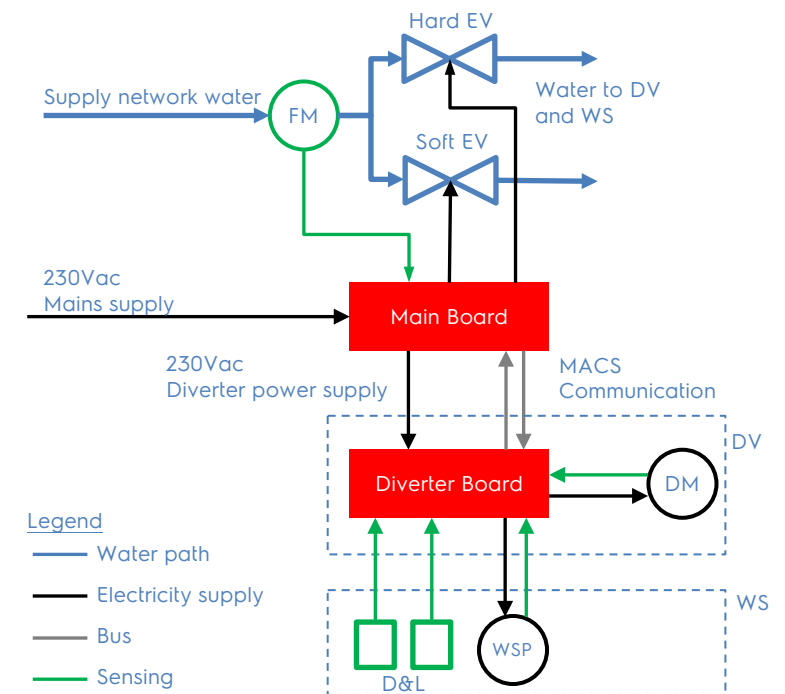 Hard EV
Supply network water
FM
Water to DV
and WS
Soft EV
230Vac
Mains supply
Main Board
230Vac
Diverter power supply
MACS
Communication
DV
Diverter Board
DM
Legend
Water path
Electricity supply
Bus
Sensing
WS
WSP
D&L